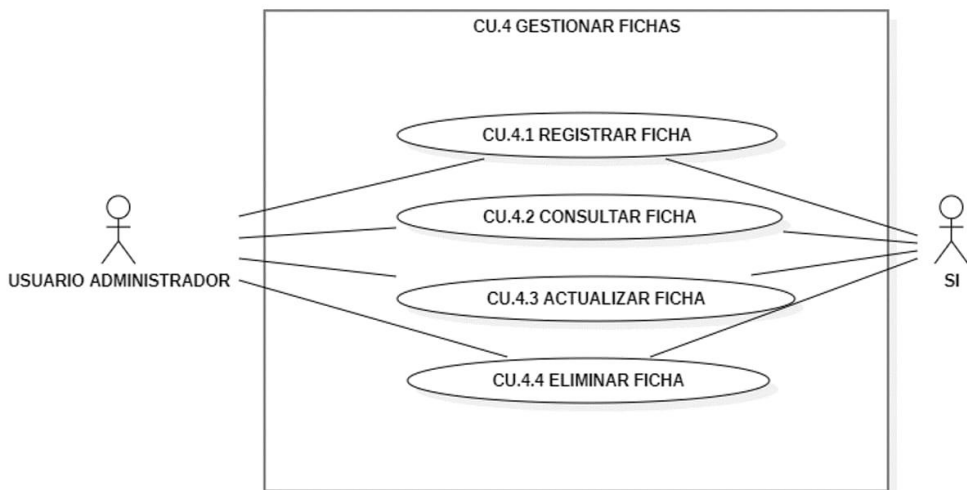 CU.4 GESTIONAR FICHAS
CU.4.1 REGISTRAR FICHA
CU.4.2 CONSULTAR FICHA
USUARIO ADMINISTRADOR
SI
CU.4.3 ACTUALIZAR FICHA
CU.4.4 ELIMINAR FICHA